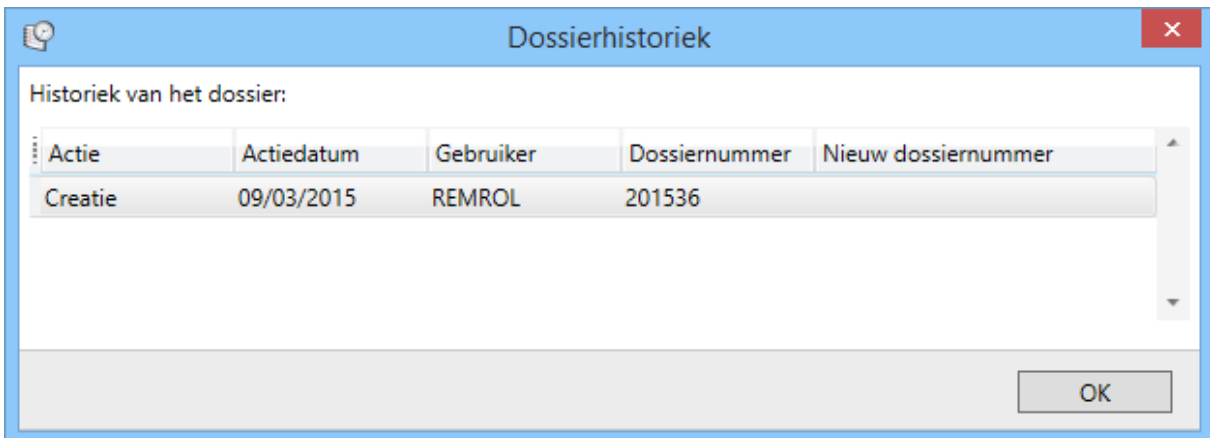 Dossierhistoriek
Historiek van het dossier:
Actie Actiedatum Gebruiker Dossiernummer Nieuw dossiernummer
Creatie 09/03/2015 REMROL 201536
OK